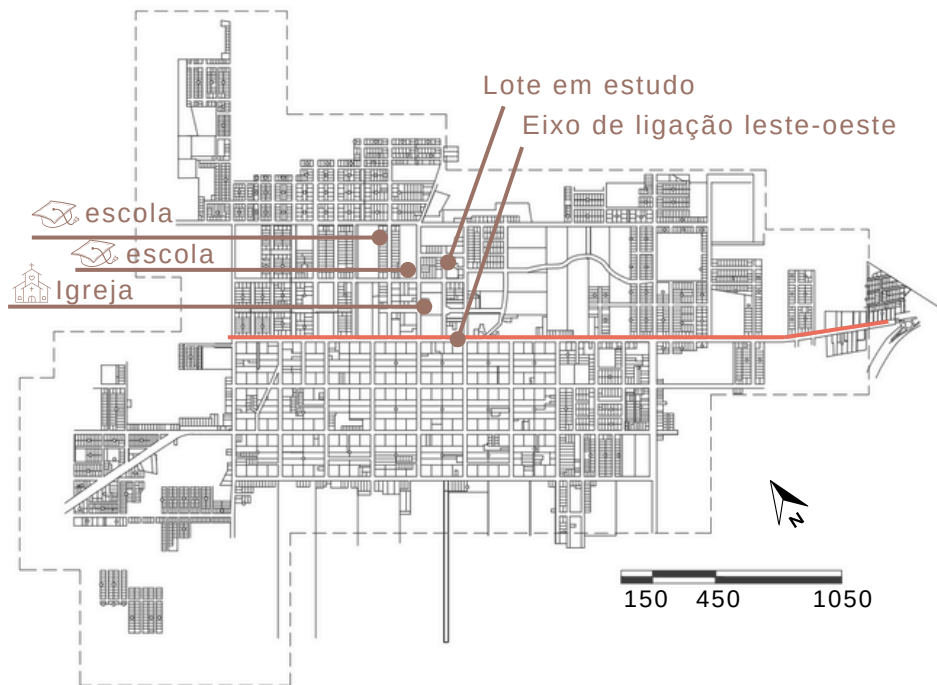 Lote em estudo
Eixo de ligação leste-oeste
escola
escola
Igreja
N
150 450 1050